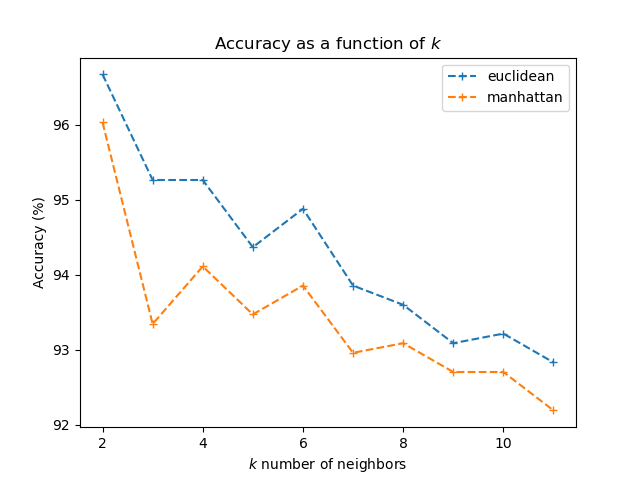 Accuracy as a function of k
euclidean
manhattan
96
95
94
93
92
Accuracy (%)
2 4 6 8 10
k number of neighbors